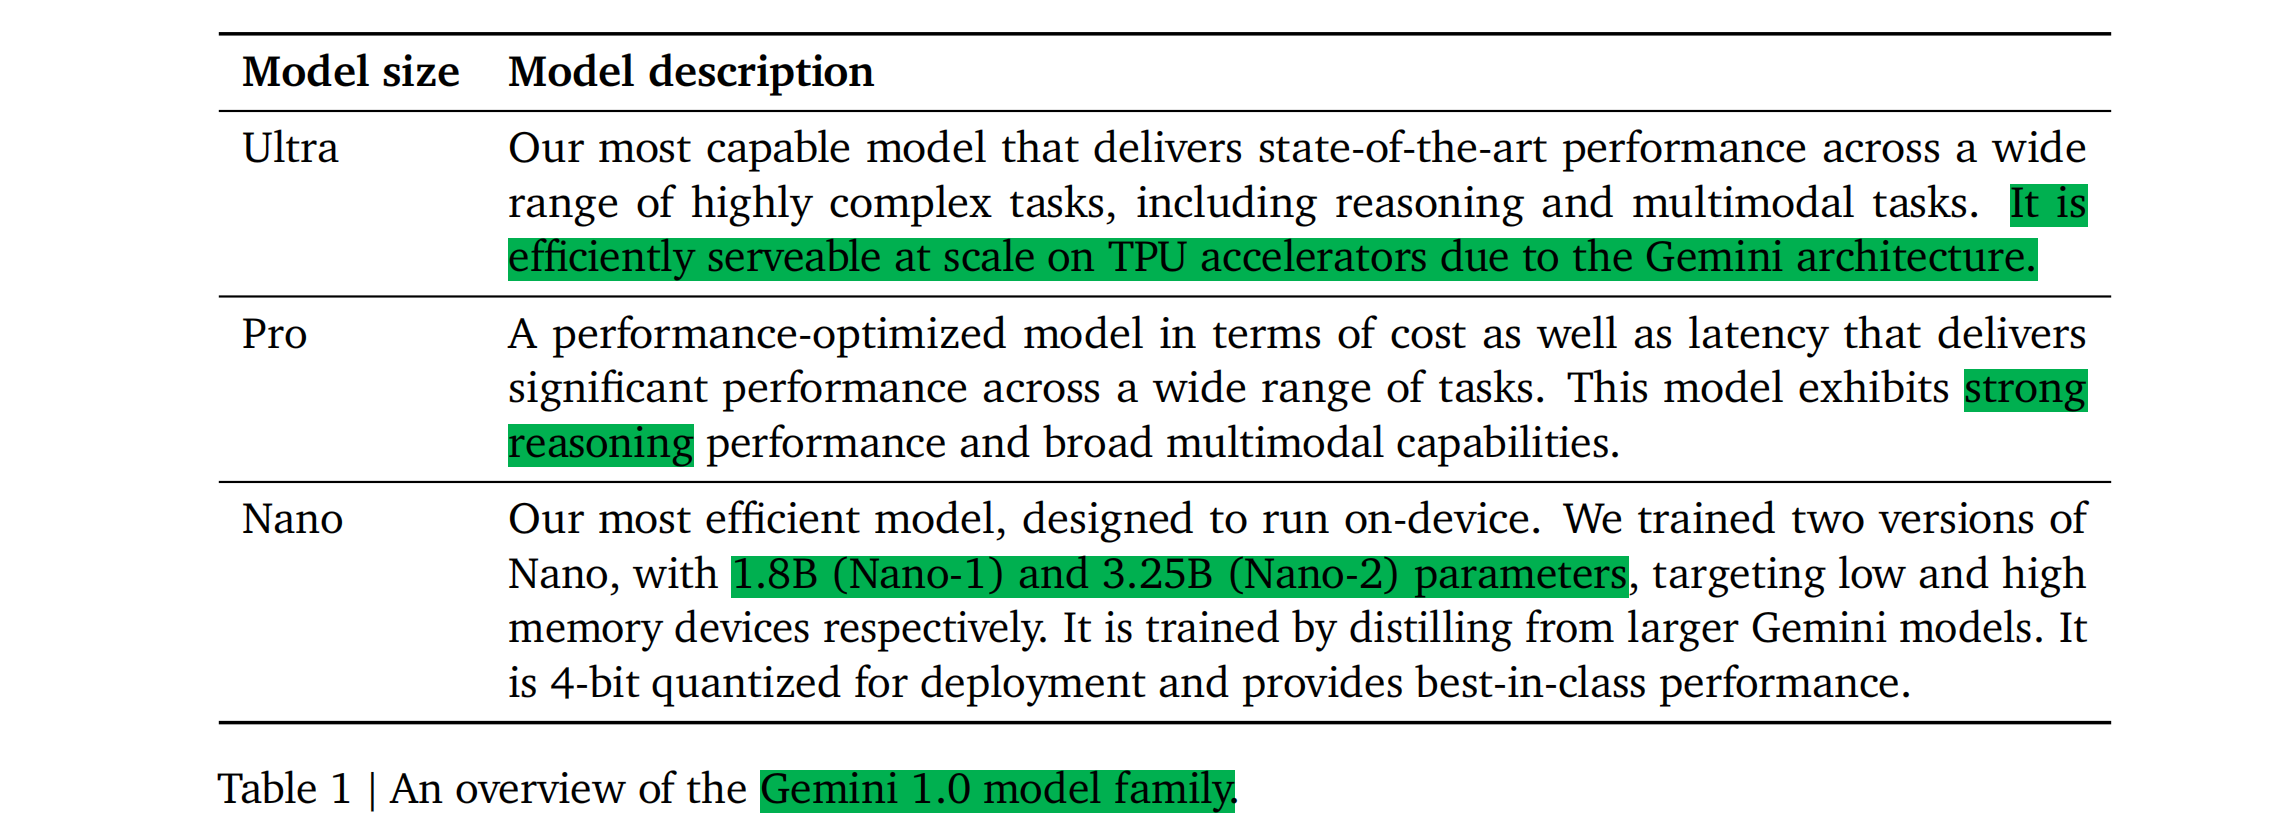 Model size Model description
Ultra Our most capable model that delivers state-of-the-art performance across a wide
range of highly complex tasks, including reasoning and multimodal tasks. It is
efficiently serveable at scale on TPU accelerators due to the Gemini architecture.
Pro A performance-optimized model in terms of cost as well as latency that delivers
significant performance across a wide range of tasks. This model exhibits strong
reasoning performance and broad multimodal capabilities.
Nano Our most efficient model, designed to run on-device. We trained two versions of
Nano, with 1.8B (Nano-1) and 3.25B (Nano-2) parameters, targeting low and high
memory devices respectively. It is trained by distilling from larger Gemini models. It
is 4-bit quantized for deployment and provides best-in-class performance.
Table 1 | An overview of the Gemini 1.0 model family.